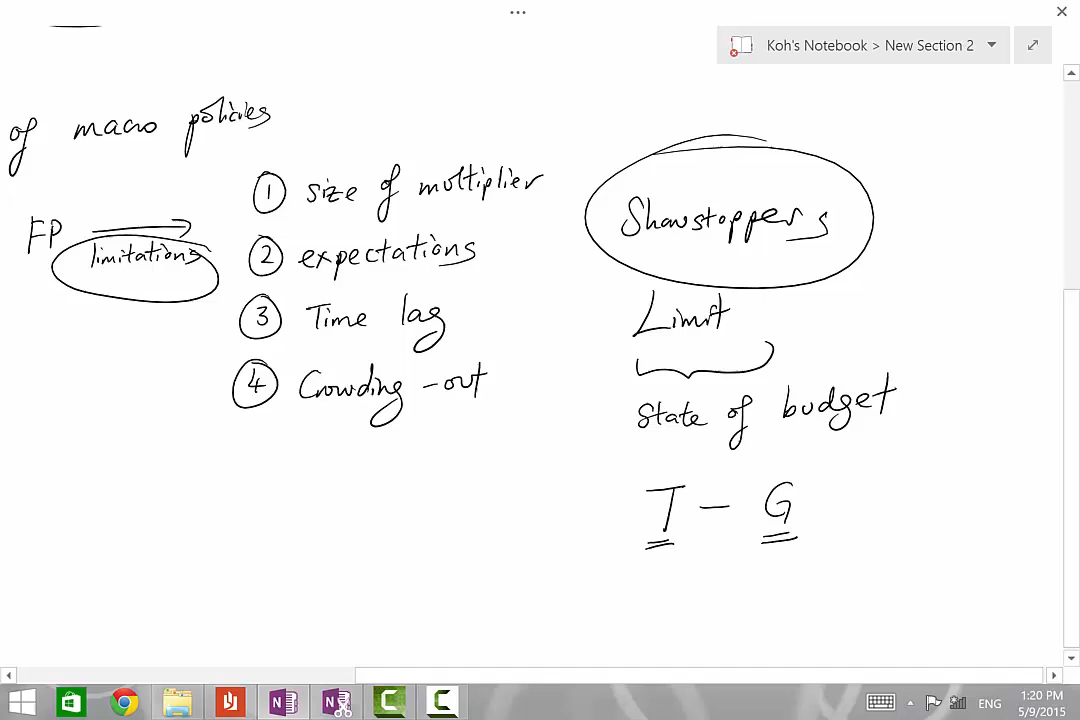 Koh's Notebook > New Section 2
of macro policies
FP
limitations
① size of multiplier
② expectations
③ Time lag
④ Crowding-out
Showstoppers
Limit
State of budget
T - G
ENG
1:20 PM
5/9/2015